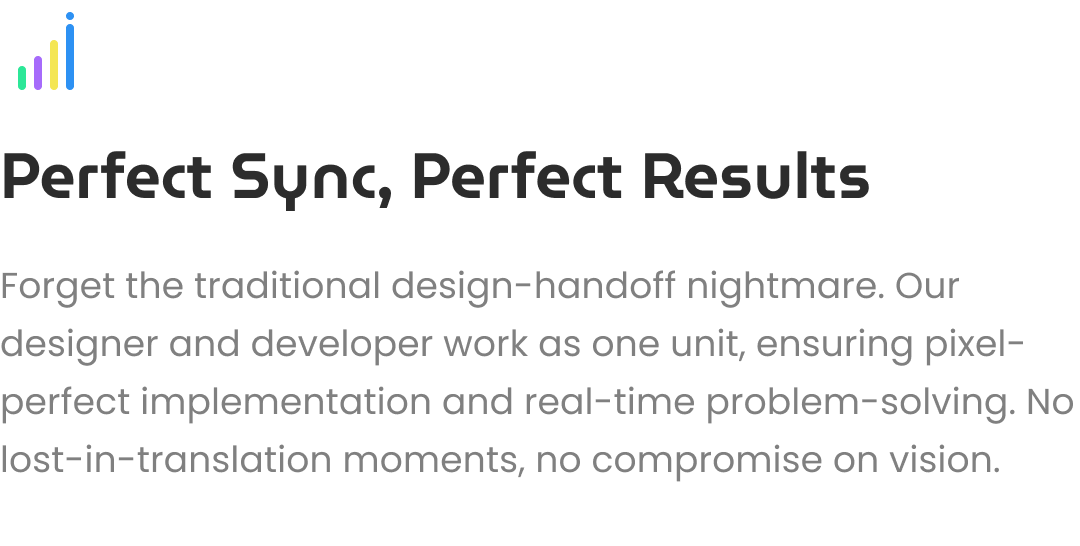 Perfect Sync, Perfect Results
Forget the traditional design-handoff nightmare. Our
designer and developer work as one unit, ensuring pixel-
perfect implementation and real-time problem-solving. No
lost-in-translation moments, no compromise on vision.